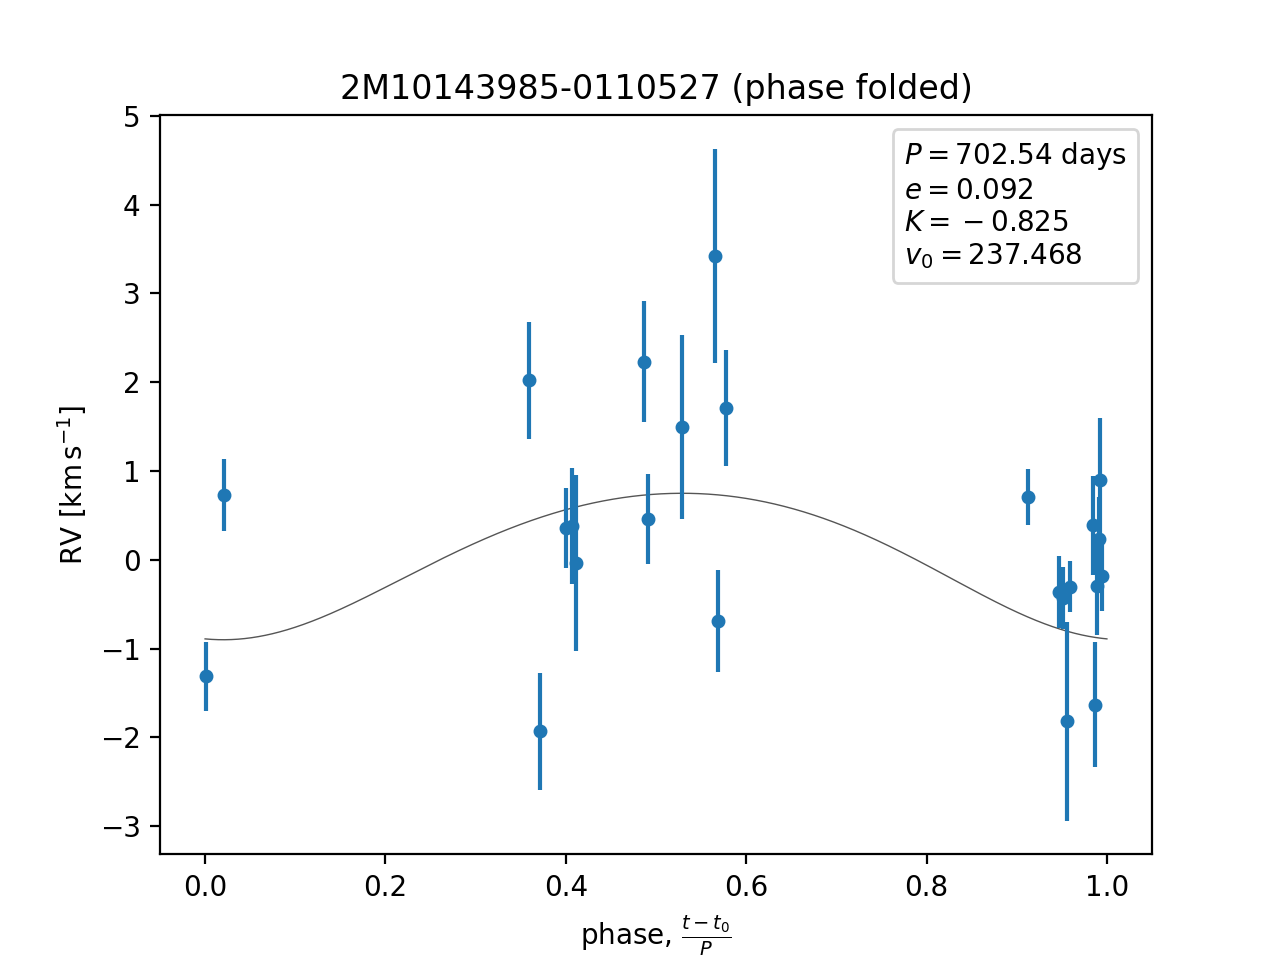 2M10143985-0110527 (phase folded)
P = 702.54 days
e = 0.092
K = −0.825
v₀ = 237.468
5
4
3
2
1
0
−1
−2
−3
RV [km s⁻¹]
0.0 0.2 0.4 0.6 0.8 1.0
phase, (t − t₀)/P